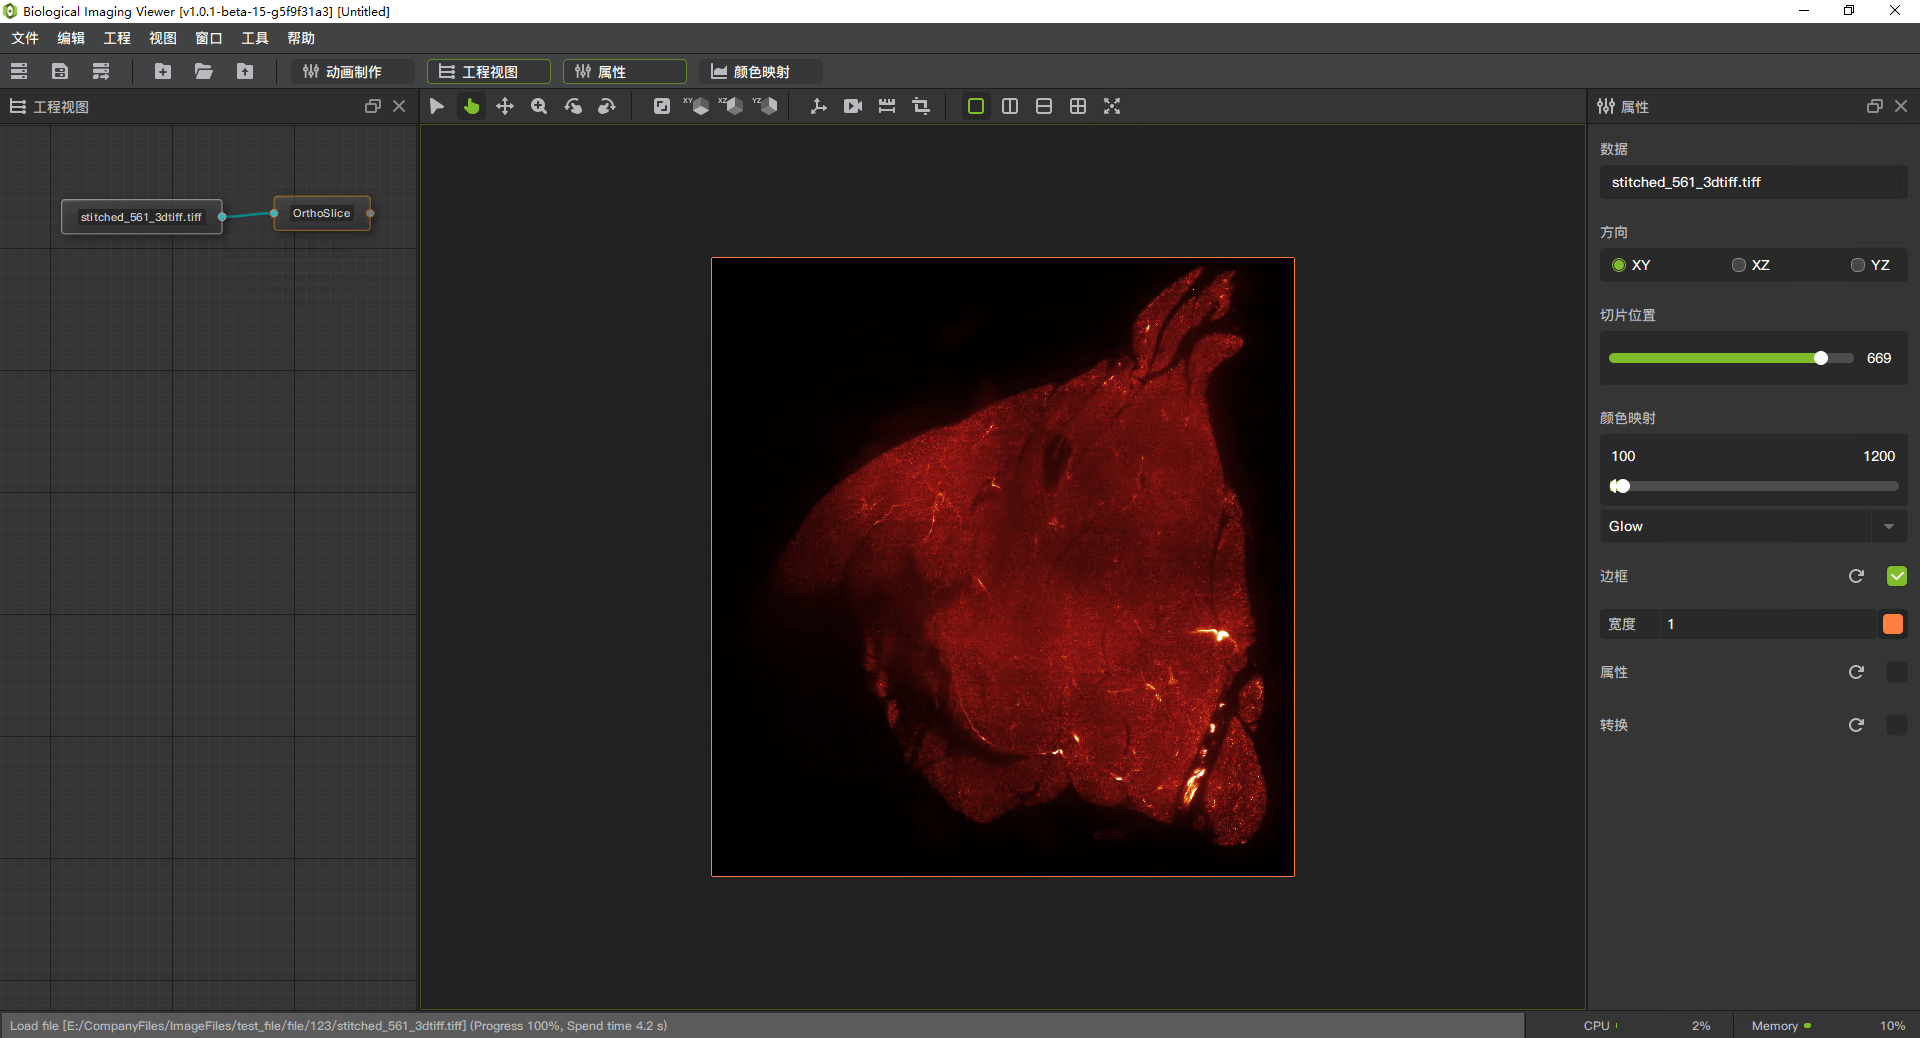 Biological Imaging Viewer [v1.0.1-beta-15-g5f9f31a3] [Untitled]
文件 编辑 工程 视图 窗口 工具 帮助
动画制作 工程视图 属性 颜色映射
工程视图
XY XZ YZ
属性
stitched_561_3dtiff.tiff
OrthoSlice
数据
stitched_561_3dtiff.tiff
方向
XY XZ YZ
切片位置
669
颜色映射
100 1200
Glow
边框
宽度 1
属性
转换
Load file [E:/CompanyFiles/ImageFiles/test_file/file/123/stitched_561_3dtiff.tiff] (Progress 100%, Spend time 4.2 s)
CPU 2% Memory 10%